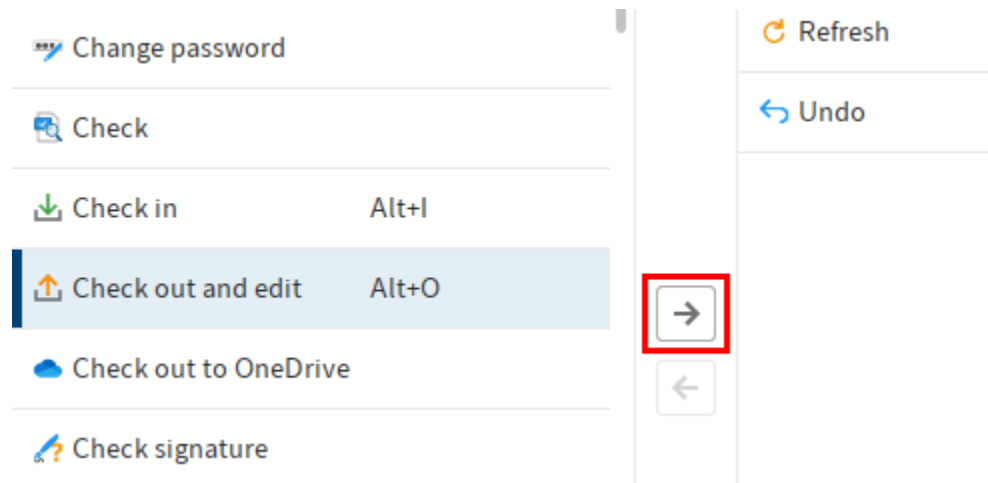 Change password
Check
Check in Alt+I
Check out and edit Alt+O
Check out to OneDrive
Check signature
Refresh
Undo